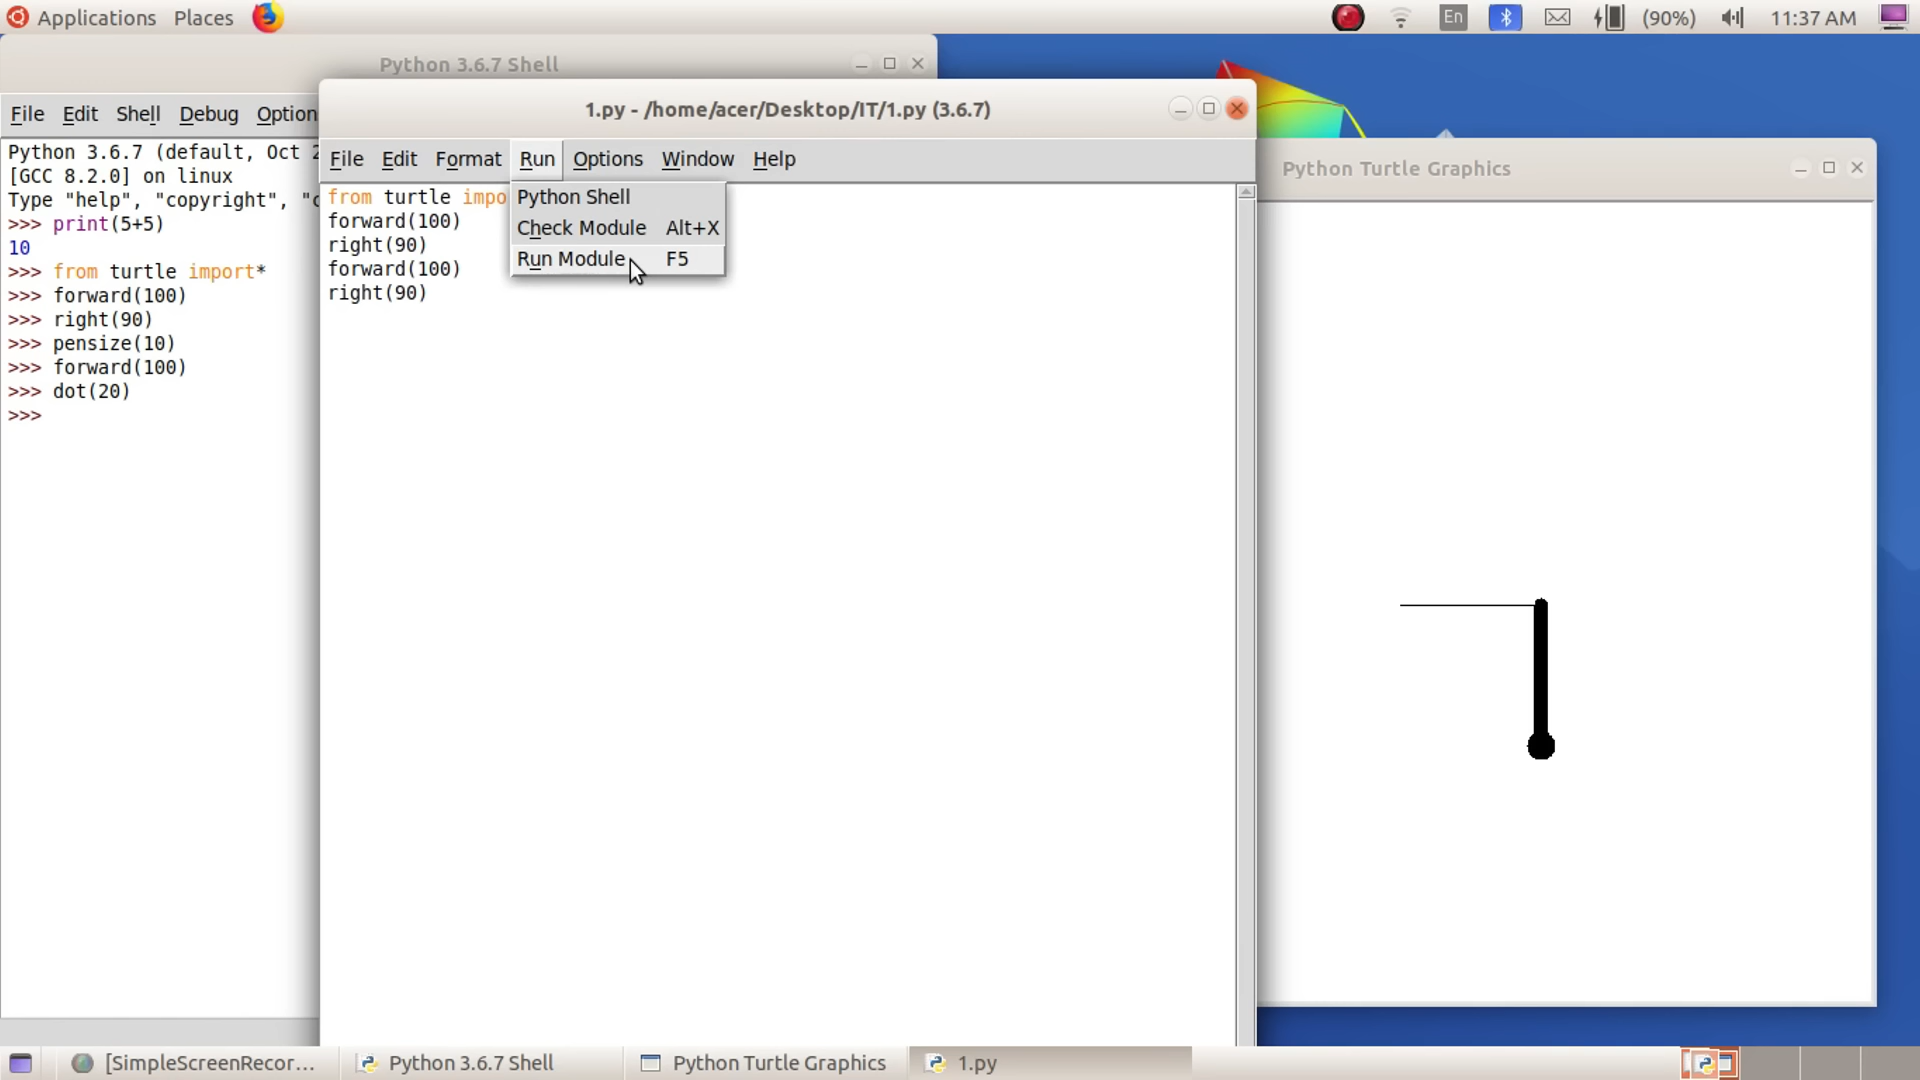 Applications Places En (90%) 11:37 AM
Python 3.6.7 Shell
File Edit Shell Debug Option
Python 3.6.7 (default, Oct 2
[GCC 8.2.0] on linux
Type "help", "copyright", "c
>>> print(5+5)
10
>>> from turtle import*
>>> forward(100)
>>> right(90)
>>> pensize(10)
>>> forward(100)
>>> dot(20)
>>>
1.py - /home/acer/Desktop/IT/1.py (3.6.7)
File Edit Format Run Options Window Help
from turtle impo
forward(100)
right(90)
forward(100)
right(90)
Python Shell
Check Module Alt+X
Run Module F5
Python Turtle Graphics
[SimpleScreenRecor... Python 3.6.7 Shell Python Turtle Graphics 1.py